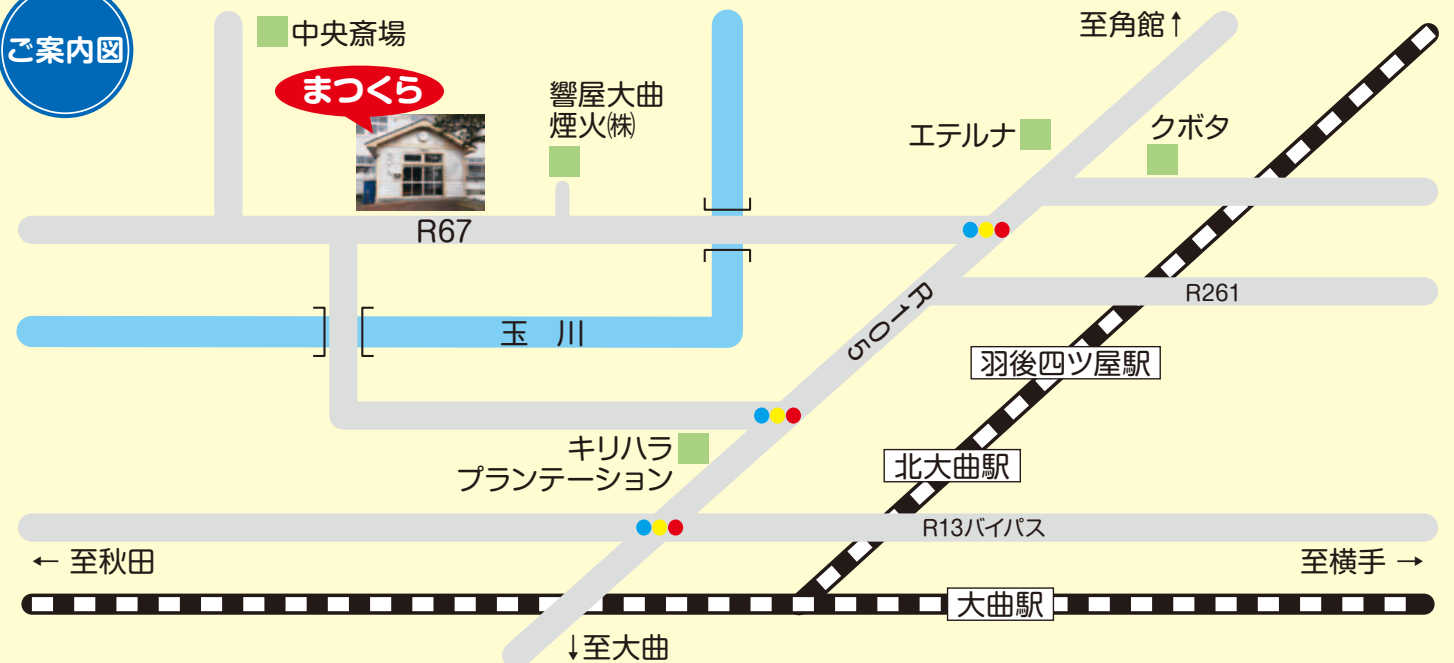 ご案内図
中央斎場
至角館↑
まつくら
響屋大曲
煙火㈱
エテルナ
クボタ
R67
R261
R105
玉 川
羽後四ツ屋駅
キリハラ
プランテーション
北大曲駅
R13バイパス
← 至秋田
至横手 →
大曲駅
↓至大曲